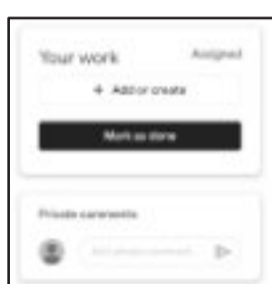 Your work Assigned
+ Add or create
Mark as done
Private comments